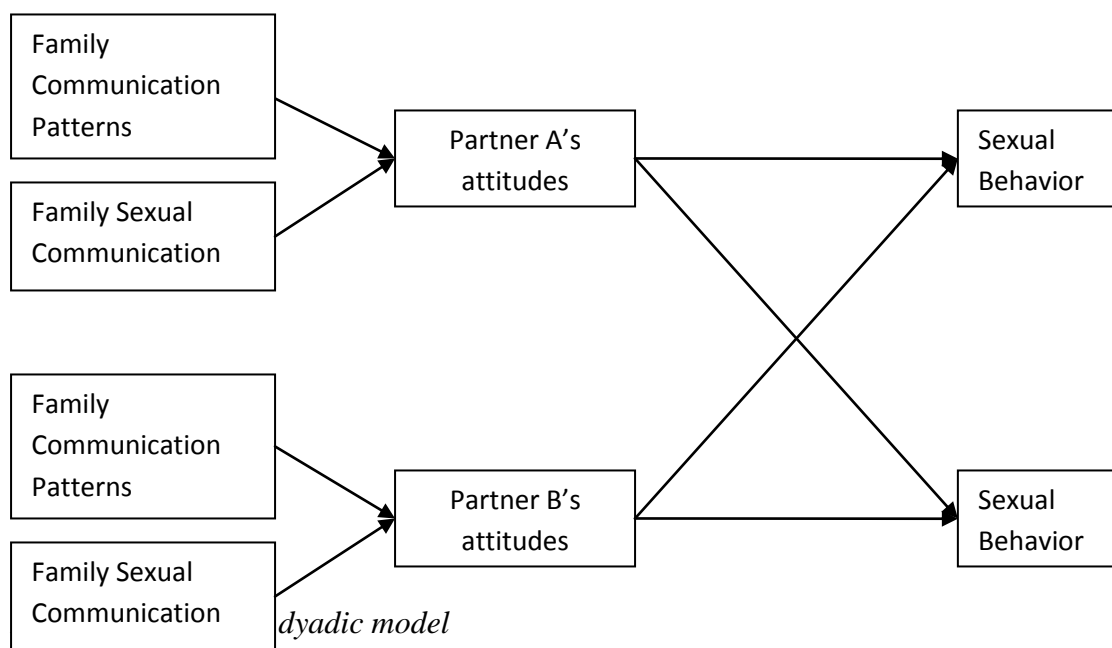 Family
Communication
Patterns
Family Sexual
Communication
Partner A’s
attitudes
Sexual
Behavior
Family
Communication
Patterns
Family Sexual
Communication
Partner B’s
attitudes
Sexual
Behavior
dyadic model